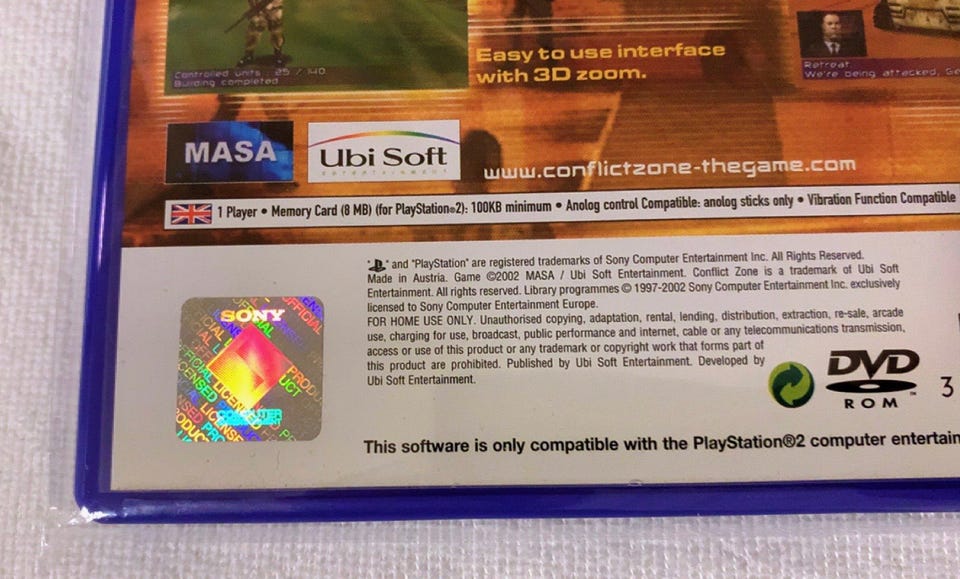 Controlled units : 25 / 140
Building completed
Easy to use interface
with 3D zoom.
Retreat.
We're being attacked, Ge
MASA
Ubi Soft
ENTERTAINMENT
www.conflictzone-thegame.com
1 Player • Memory Card (8 MB) (for PlayStation®2): 100KB minimum • Anolog control Compatible: anolog sticks only • Vibration Function Compatible
" " and "PlayStation" are registered trademarks of Sony Computer Entertainment Inc. All Rights Reserved.
Made in Austria. Game ©2002 MASA / Ubi Soft Entertainment. Conflict Zone is a trademark of Ubi Soft
Entertainment. All rights reserved. Library programmes © 1997-2002 Sony Computer Entertainment Inc. exclusively
licensed to Sony Computer Entertainment Europe.
FOR HOME USE ONLY. Unauthorised copying, adaptation, rental, lending, distribution, extraction, re-sale, arcade
use, charging for use, broadcast, public performance and internet, cable or any telecommunications transmission,
access or use of this product or any trademark or copyright work that forms part of
this product are prohibited. Published by Ubi Soft Entertainment. Developed by
Ubi Soft Entertainment.
SONY
COMPUTER
ENTERTAINMENT
OFFICIAL LICENSED PRODUCT
DVD
ROM
3
This software is only compatible with the PlayStation®2 computer entertain